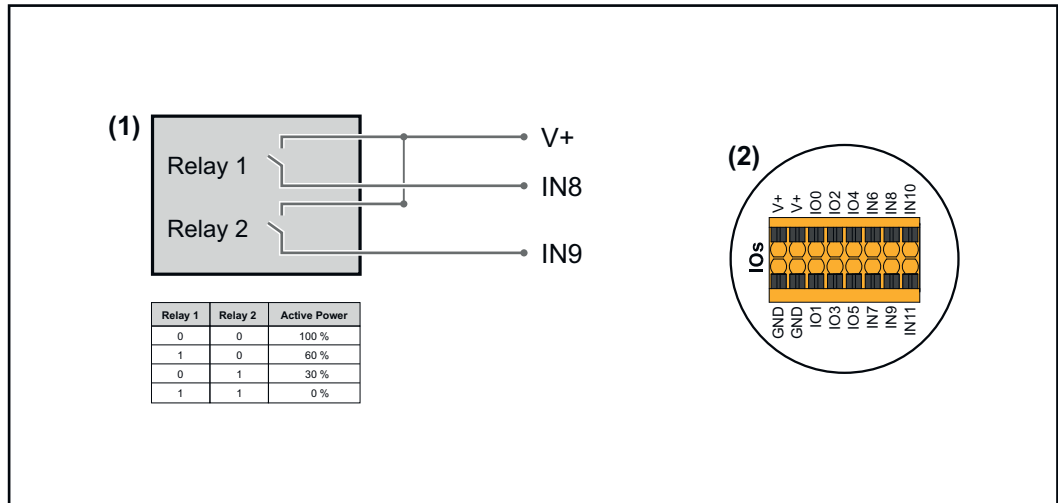 (1)
Relay 1
Relay 2
V+
IN8
IN9
Relay 1 Relay 2 Active Power
0 0 100 %
1 0 60 %
0 1 30 %
1 1 0 %
(2)
IOs
V+ V+ IO0 IO2 IO4 IN6 IN8 IN10
GND GND IO1 IO3 IO5 IN7 IN9 IN11